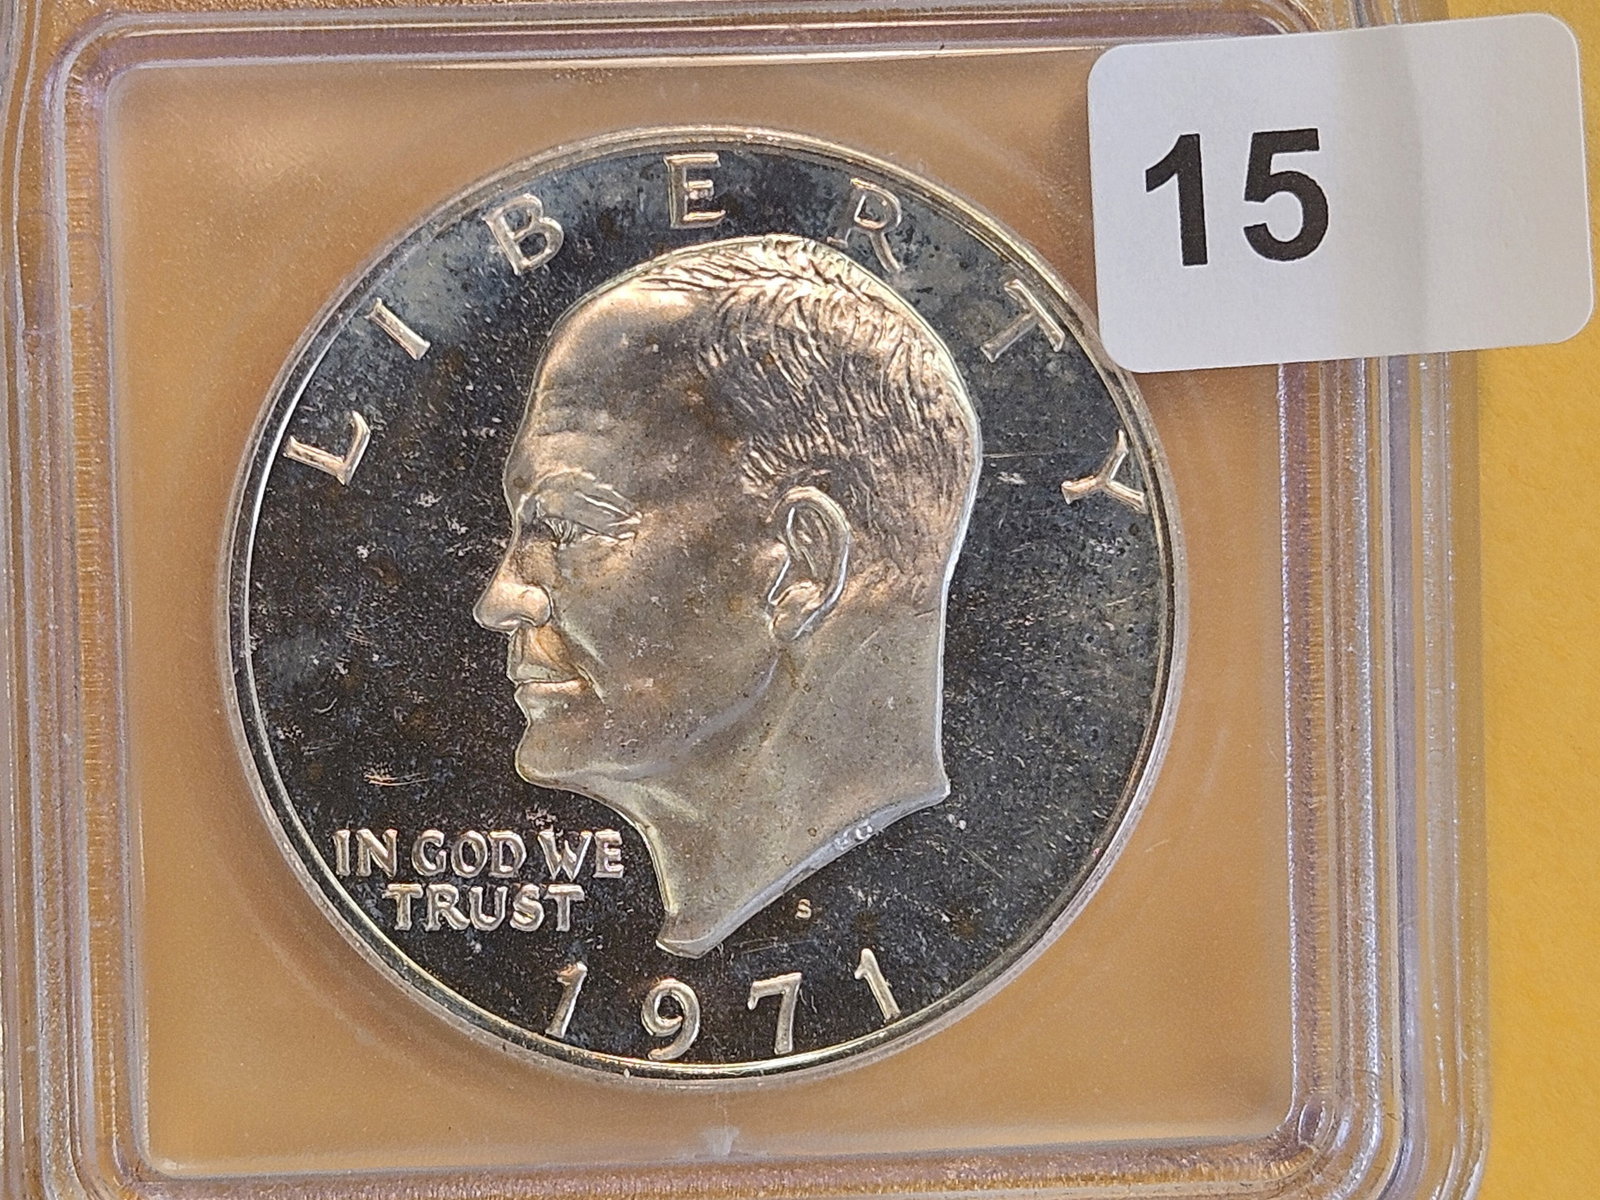 15
LIBERTY
IN GOD WE
TRUST
S
1971